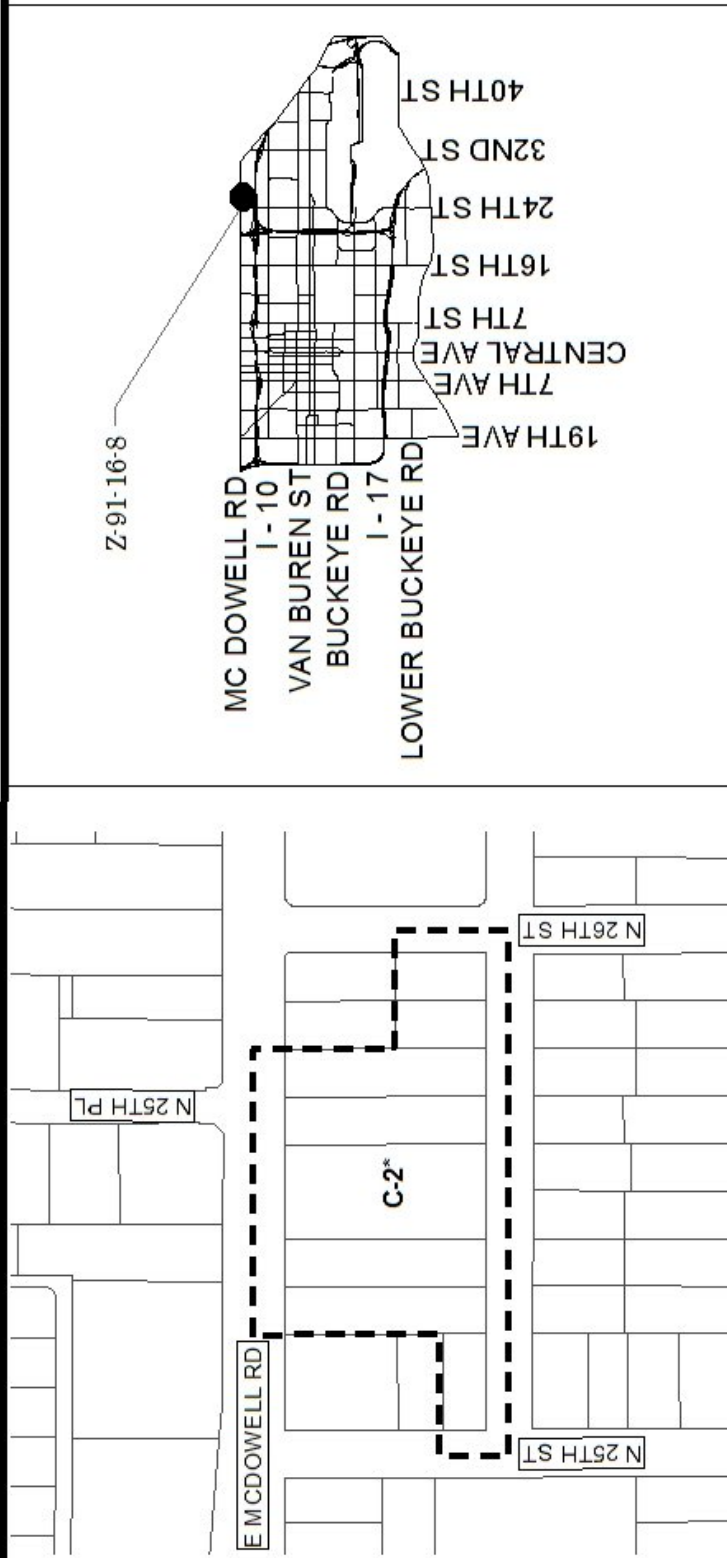 Z-91-16-8
MC DOWELL RD
I - 10
VAN BUREN ST
BUCKEYE RD
I - 17
LOWER BUCKEYE RD
19TH AVE
7TH AVE
CENTRAL AVE
7TH ST
16TH ST
24TH ST
32ND ST
40TH ST
N 25TH PL
E MCDOWELL RD
C-2*
N 25TH ST
N 26TH ST